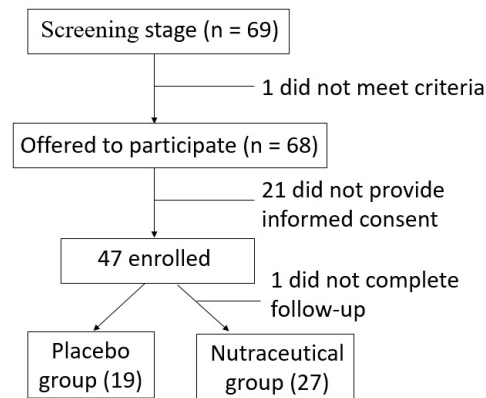 Screening stage (n = 69)
1 did not meet criteria
Offered to participate (n = 68)
21 did not provide
informed consent
47 enrolled
1 did not complete
follow-up
Placebo
group (19)
Nutraceutical
group (27)